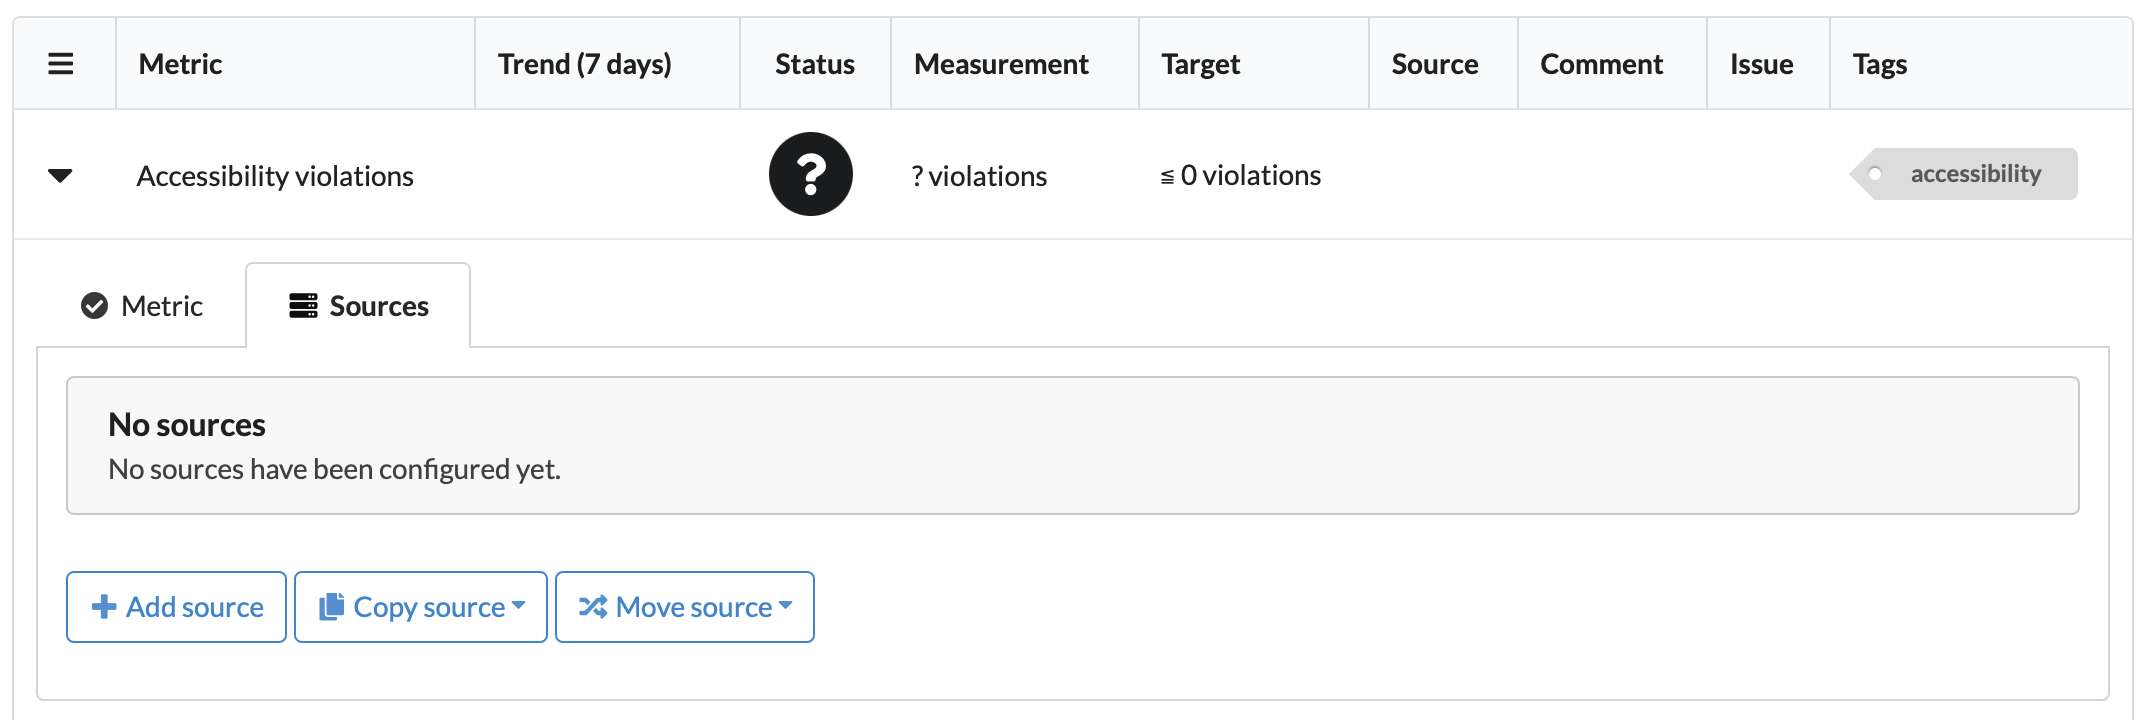 Metric Trend (7 days) Status Measurement Target Source Comment Issue Tags
Accessibility violations ? ? violations ≦ 0 violations accessibility
Metric Sources
No sources
No sources have been configured yet.
Add source Copy source Move source